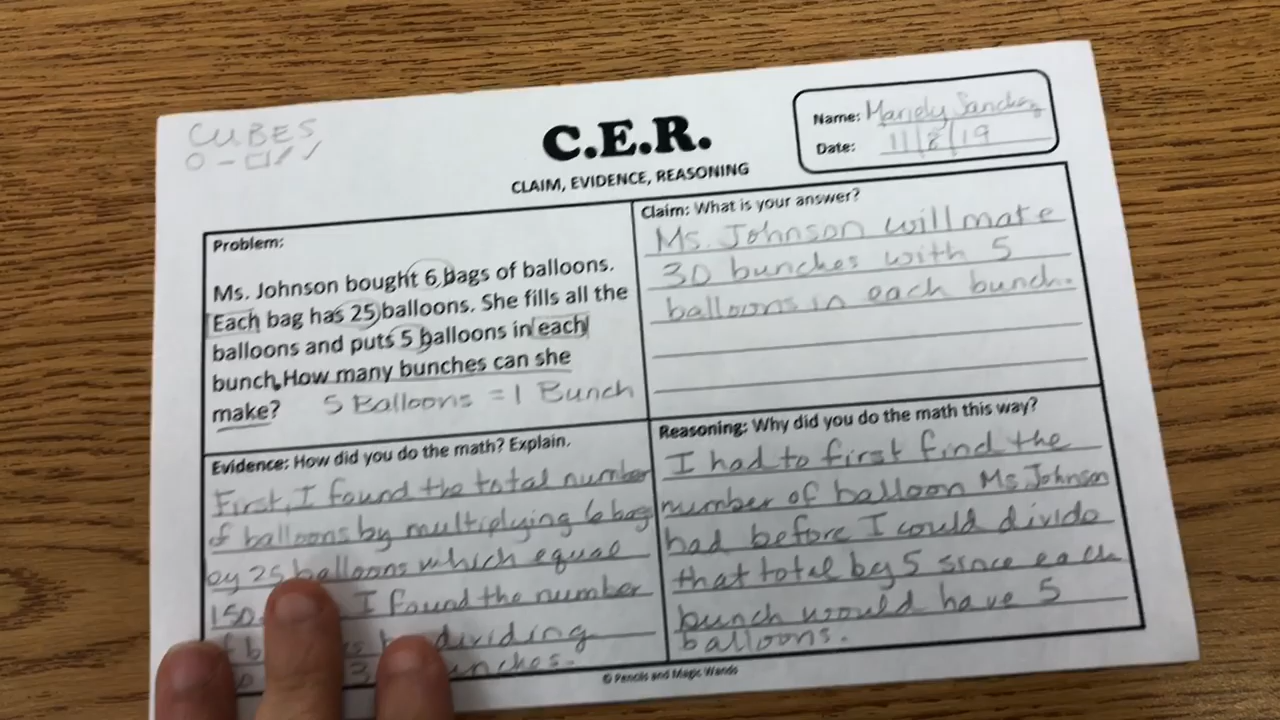 CUBES
C.E.R.
CLAIM, EVIDENCE, REASONING
Name: Mariely Sanchez
Date: 11/8/19
Problem:
Ms. Johnson bought 6 bags of balloons.
Each bag has 25 balloons. She fills all the
balloons and puts 5 balloons in each
bunch. How many bunches can she
make? 5 Balloons = 1 Bunch
Claim: What is your answer?
Ms. Johnson will make
30 bunches with 5
balloons in each bunch.
Evidence: How did you do the math? Explain.
First, I found the total number
of balloons by multiplying 6 bags
by 25 balloons which equal
150. I found the number
dividing
Reasoning: Why did you do the math this way?
I had to first find the
number of balloon Ms. Johnson
had before I could divide
that total by 5 since each
bunch would have 5
balloons.
© Pencils and Magic Wands